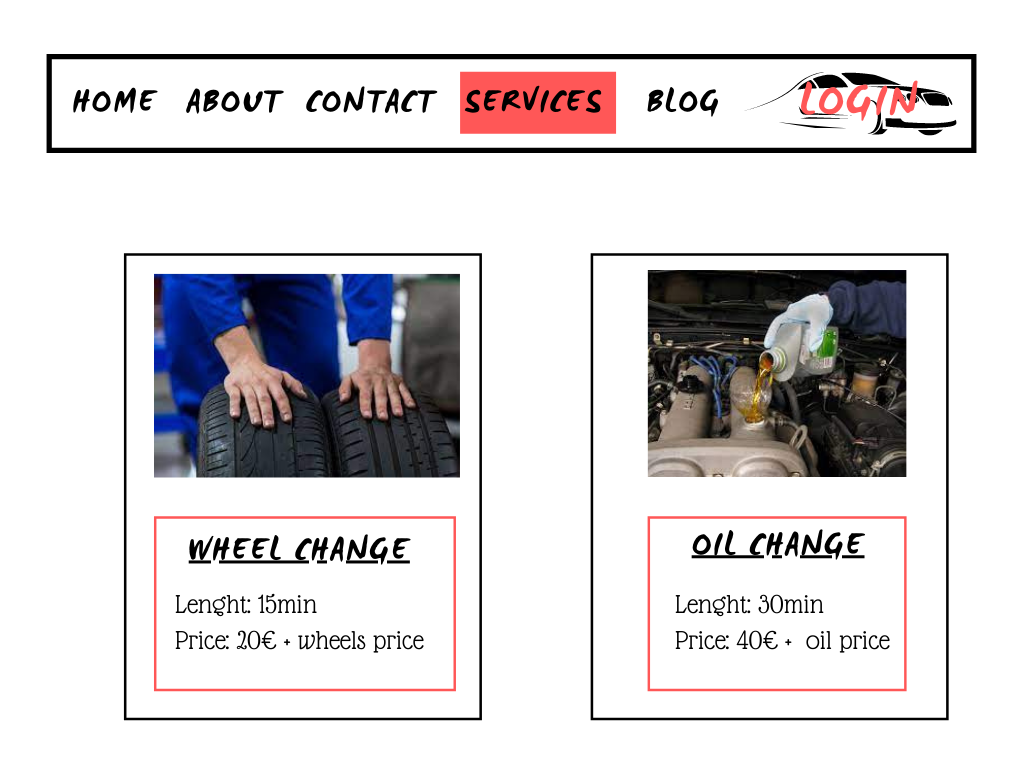 HOME ABOUT CONTACT SERVICES BLOG LOGIN
WHEEL CHANGE
Lenght: 15min
Price: 20€ + wheels price
OIL CHANGE
Lenght: 30min
Price: 40€ + oil price